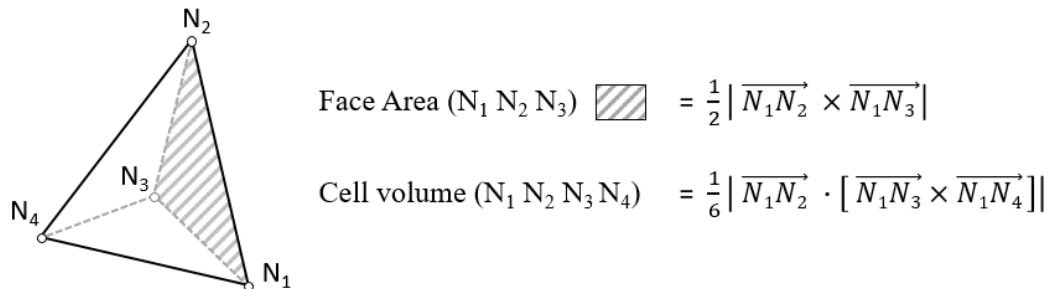 N₂
N₃
N₄
N₁
Face Area (N₁ N₂ N₃) = ½| N₁N₂ × N₁N₃|
Cell volume (N₁ N₂ N₃ N₄) = ⅙| N₁N₂ · [ N₁N₃ × N₁N₄]|